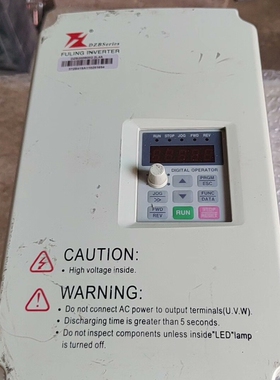 DZBSeries
FULING INVERTER
RUN STOP JOG FWD REV
DIGITAL OPERATOR
PRGM
ESC
JOG
FUNC
DATA
FWD
REV
RUN
CAUTION:
• High voltage inside.
WARNING:
• Do not connect AC power to output terminals(U.V.W).
• Discharging time is greater than 5 seconds.
• Do not inspect components unless inside"LED"lamp
is turned off.